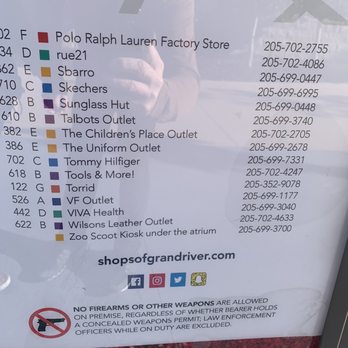 02 F Polo Ralph Lauren Factory Store 205-702-2755
34 D rue21 205-702-4086
662 E Sbarro 205-699-0447
710 C Skechers 205-699-6995
628 B Sunglass Hut 205-699-0448
610 B Talbots Outlet 205-699-3740
382 E The Children's Place Outlet 205-702-2705
386 E The Uniform Outlet 205-699-2678
702 C Tommy Hilfiger 205-699-7331
618 B Tools & More! 205-702-4247
122 G Torrid 205-352-9078
526 A VF Outlet 205-699-1177
442 D VIVA Health 205-699-3040
622 B Wilsons Leather Outlet 205-702-4633
Zoo Scoot Kiosk under the atrium 205-699-3700
shopsofgrandriver.com
NO FIREARMS OR OTHER WEAPONS ARE ALLOWED
ON PREMISE, REGARDLESS OF WHETHER BEARER HOLDS
A CONCEALED WEAPONS PERMIT; LAW ENFORCEMENT
OFFICERS WHILE ON DUTY ARE EXCLUDED.